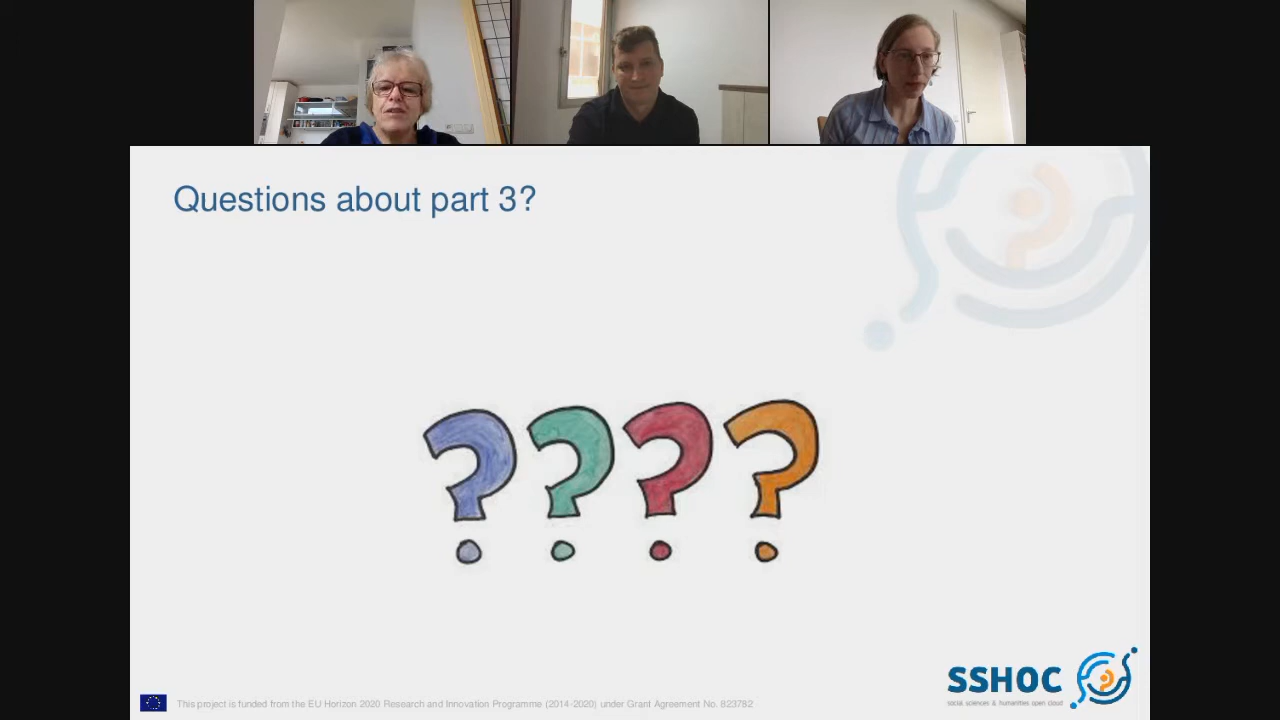 Questions about part 3?
????
SSHOC
social sciences & humanities open cloud
This project is funded from the EU Horizon 2020 Research and Innovation Programme (2014-2020) under Grant Agreement No. 823782